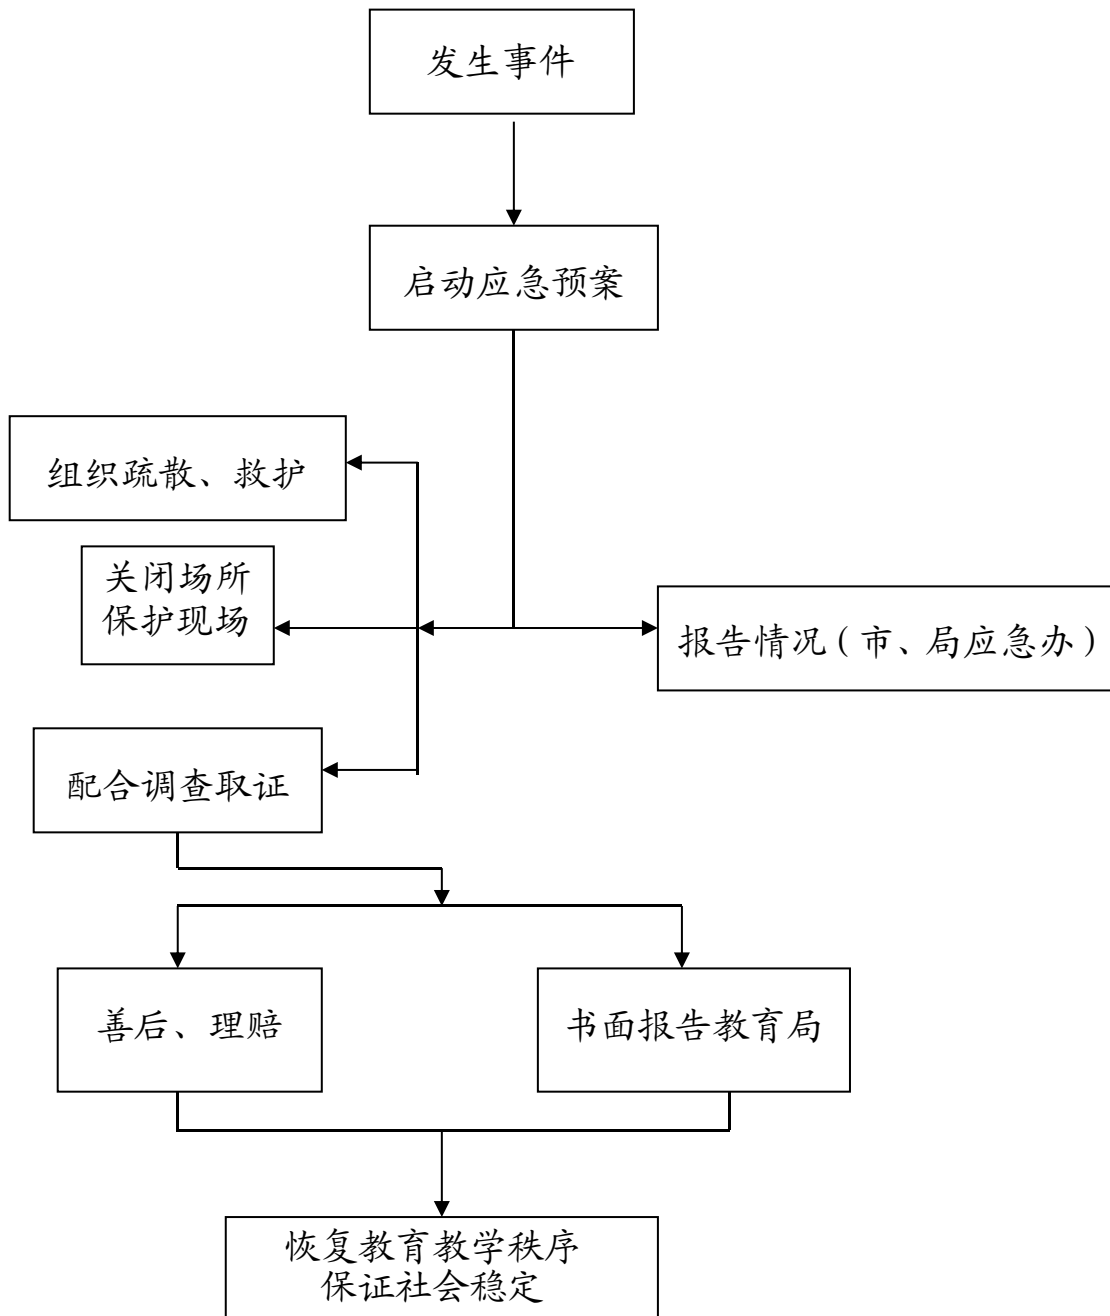 发生事件
启动应急预案
组织疏散、救护
关闭场所
保护现场
报告情况（市、局应急办）
配合调查取证
善后、理赔
书面报告教育局
恢复教育教学秩序
保证社会稳定